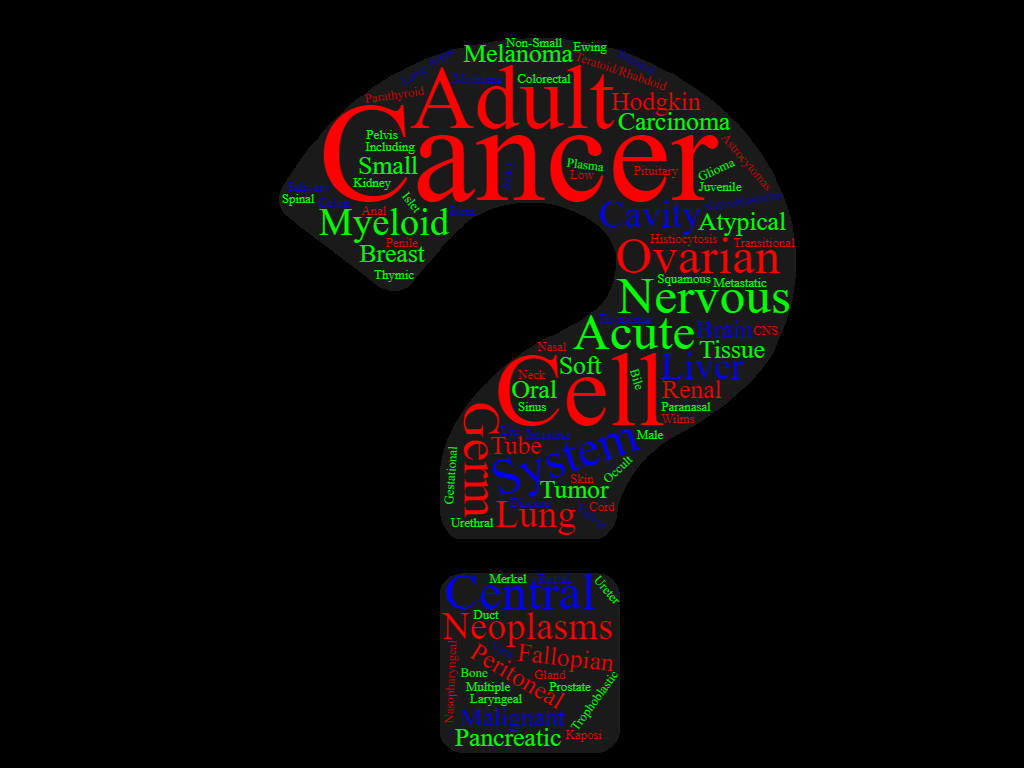 Non-Small
Melanoma
Ewing
Teratoid/Rhabdoid
Colorectal
Parathyroid
Adult
Hodgkin
Carcinoma
Pelvis
Including
Cancer
Astrocytomas
Small
Plasma
Low
Pituitary
Glioma
Kidney
Juvenile
Salivary
Spinal
Colon
Islet
Anal
Stem
Cavity
Atypical
Myeloid
Penile
Histiocytosis
Transitional
Breast
Ovarian
Thymic
Squamous
Metastatic
Nervous
Acute
Brain
CNS
Nasal
Tissue
Soft
Liver
Neck
Cell
Bile
Oral
Renal
Sinus
Paranasal
Wilms
Germ
Intestine
Male
Tube
System
Gestational
Occult
Skin
Tumor
Cord
Lung
Urethral
Merkel
Ureter
Central
Duct
Neoplasms
Fallopian
Peritoneal
Nasopharyngeal
Bone
Gland
Multiple
Prostate
Laryngeal
Trophoblastic
Malignant
Pancreatic
Kaposi